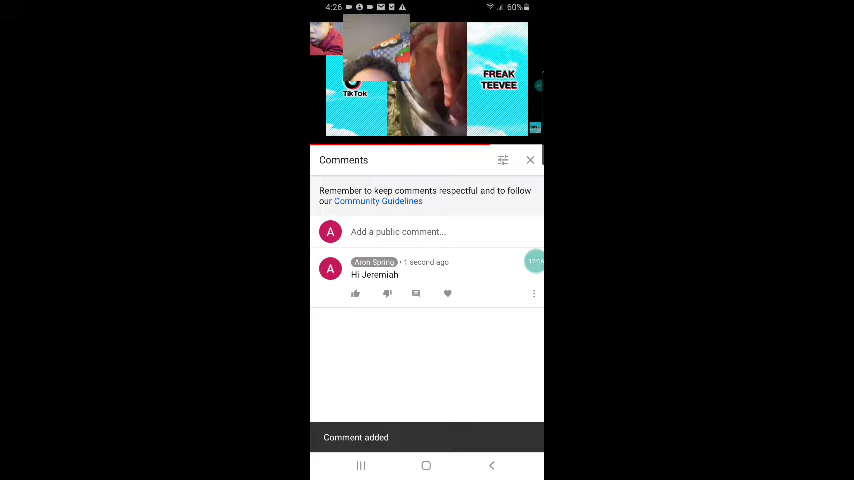 4:26
60%
TikTok
FREAK
TEEVEE
Comments
Remember to keep comments respectful and to follow
our Community Guidelines
A
Add a public comment...
A
Aron Spring • 1 second ago
Hi Jeremiah
Comment added